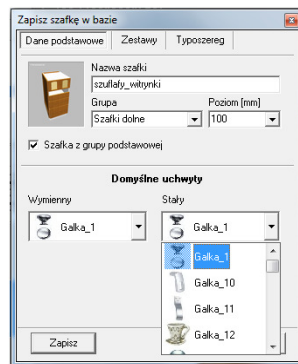 Zapisz szafkę w bazie
Dane podstawowe Zestawy Typoszereg
Nazwa szafki
szuflafy_witrynki
Grupa Poziom [mm]
Szafki dolne 100
Szafka z grupy podstawowej
Domyślne uchwyty
Wymienny Stały
Galka_1 Galka_1
Galka_1
Galka_10
Galka_11
Galka_12
Zapisz